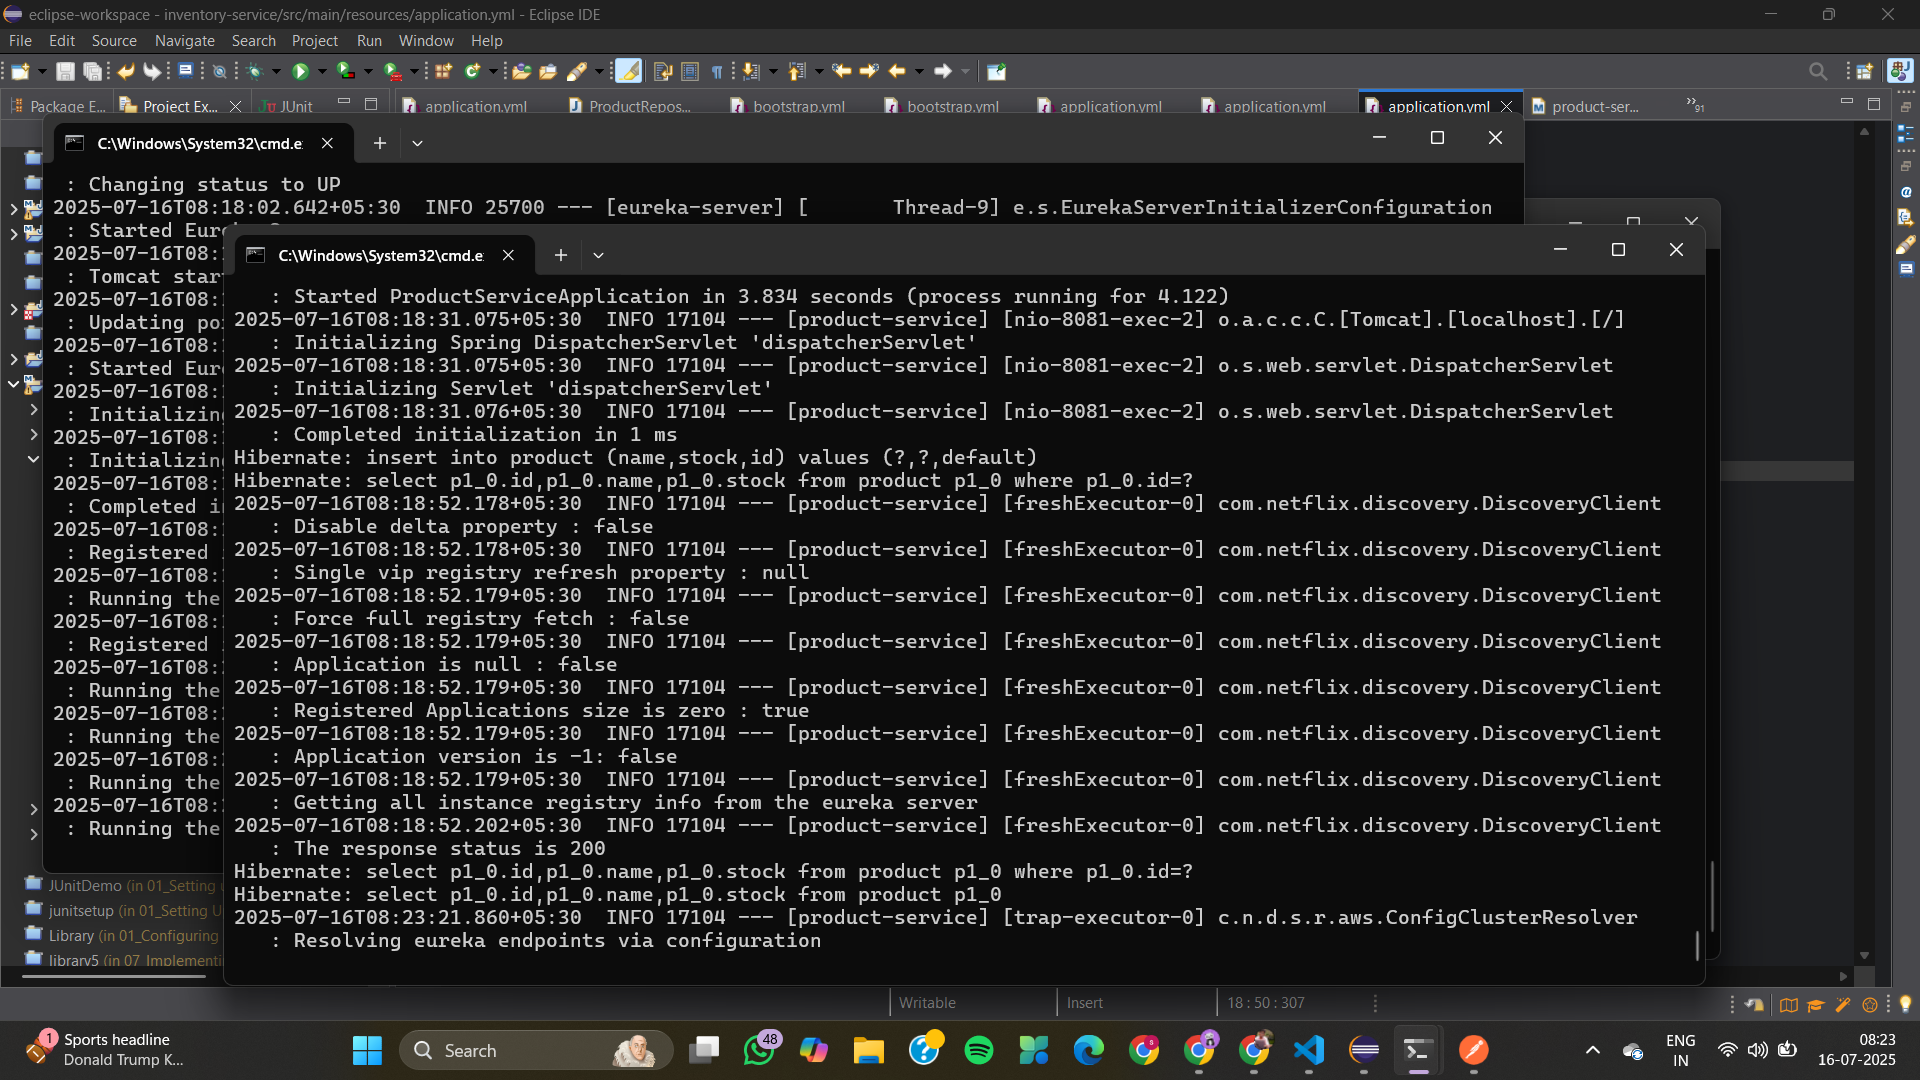 eclipse-workspace - inventory-service/src/main/resources/application.yml - Eclipse IDE
File Edit Source Navigate Search Project Run Window Help
Package E... Project Ex... JUnit application.yml ProductRepos... bootstrap.yml bootstrap.yml application.yml application.yml application.yml product-ser... 91
C:\Windows\System32\cmd.e
: Changing status to UP
2025-07-16T08:18:02.642+05:30 INFO 25700 --- [eureka-server] [ Thread-9] e.s.EurekaServerInitializerConfiguration
: Started Eur
2025-07-16T08:
: Tomcat star
2025-07-16T08:
: Updating po
2025-07-16T08:
: Started Eur
2025-07-16T08:
: Initializing
2025-07-16T08:
: Initializing
2025-07-16T08:
: Completed i
2025-07-16T08:
: Registered
2025-07-16T08:
: Running the
2025-07-16T08:
: Registered
2025-07-16T08:
: Running the
2025-07-16T08:
: Running the
2025-07-16T08:
: Running the
2025-07-16T08:
: Running the
C:\Windows\System32\cmd.e
: Started ProductServiceApplication in 3.834 seconds (process running for 4.122)
2025-07-16T08:18:31.075+05:30 INFO 17104 --- [product-service] [nio-8081-exec-2] o.a.c.c.C.[Tomcat].[localhost].[/]
: Initializing Spring DispatcherServlet 'dispatcherServlet'
2025-07-16T08:18:31.075+05:30 INFO 17104 --- [product-service] [nio-8081-exec-2] o.s.web.servlet.DispatcherServlet
: Initializing Servlet 'dispatcherServlet'
2025-07-16T08:18:31.076+05:30 INFO 17104 --- [product-service] [nio-8081-exec-2] o.s.web.servlet.DispatcherServlet
: Completed initialization in 1 ms
Hibernate: insert into product (name,stock,id) values (?,?,default)
Hibernate: select p1_0.id,p1_0.name,p1_0.stock from product p1_0 where p1_0.id=?
2025-07-16T08:18:52.178+05:30 INFO 17104 --- [product-service] [freshExecutor-0] com.netflix.discovery.DiscoveryClient
: Disable delta property : false
2025-07-16T08:18:52.178+05:30 INFO 17104 --- [product-service] [freshExecutor-0] com.netflix.discovery.DiscoveryClient
: Single vip registry refresh property : null
2025-07-16T08:18:52.179+05:30 INFO 17104 --- [product-service] [freshExecutor-0] com.netflix.discovery.DiscoveryClient
: Force full registry fetch : false
2025-07-16T08:18:52.179+05:30 INFO 17104 --- [product-service] [freshExecutor-0] com.netflix.discovery.DiscoveryClient
: Application is null : false
2025-07-16T08:18:52.179+05:30 INFO 17104 --- [product-service] [freshExecutor-0] com.netflix.discovery.DiscoveryClient
: Registered Applications size is zero : true
2025-07-16T08:18:52.179+05:30 INFO 17104 --- [product-service] [freshExecutor-0] com.netflix.discovery.DiscoveryClient
: Application version is -1: false
2025-07-16T08:18:52.179+05:30 INFO 17104 --- [product-service] [freshExecutor-0] com.netflix.discovery.DiscoveryClient
: Getting all instance registry info from the eureka server
2025-07-16T08:18:52.202+05:30 INFO 17104 --- [product-service] [freshExecutor-0] com.netflix.discovery.DiscoveryClient
: The response status is 200
Hibernate: select p1_0.id,p1_0.name,p1_0.stock from product p1_0 where p1_0.id=?
Hibernate: select p1_0.id,p1_0.name,p1_0.stock from product p1_0
2025-07-16T08:23:21.860+05:30 INFO 17104 --- [product-service] [trap-executor-0] c.n.d.s.r.aws.ConfigClusterResolver
: Resolving eureka endpoints via configuration
JUnitDemo (in 01_Setting
junitsetup (in 01_Setting U
Library (in 01_Configuring
library5 (in 07_Implementi
Writable Insert 18 : 50 : 307
1 Sports headline
Donald Trump K...
Search
48
ENG
IN
08:23
16-07-2025